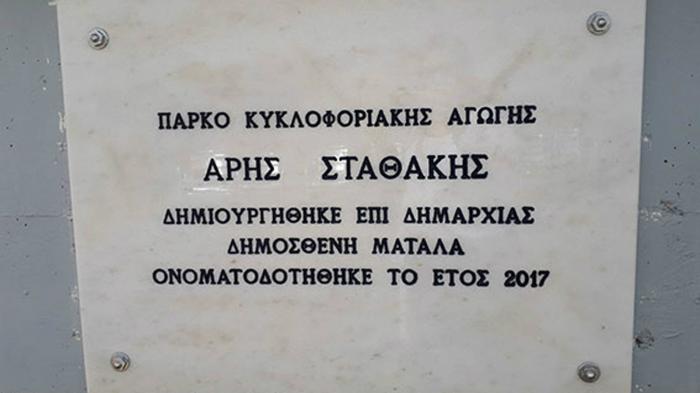 ΠΑΡΚΟ ΚΥΚΛΟΦΟΡΙΑΚΗΣ ΑΓΩΓΗΣ
ΑΡΗΣ ΣΤΑΘΑΚΗΣ
ΔΗΜΙΟΥΡΓΗΘΗΚΕ ΕΠΙ ΔΗΜΑΡΧΙΑΣ
ΔΗΜΟΣΘΕΝΗ ΜΑΤΑΛΑ
ΟΝΟΜΑΤΟΔΟΤΗΘΗΚΕ ΤΟ ΕΤΟΣ 2017